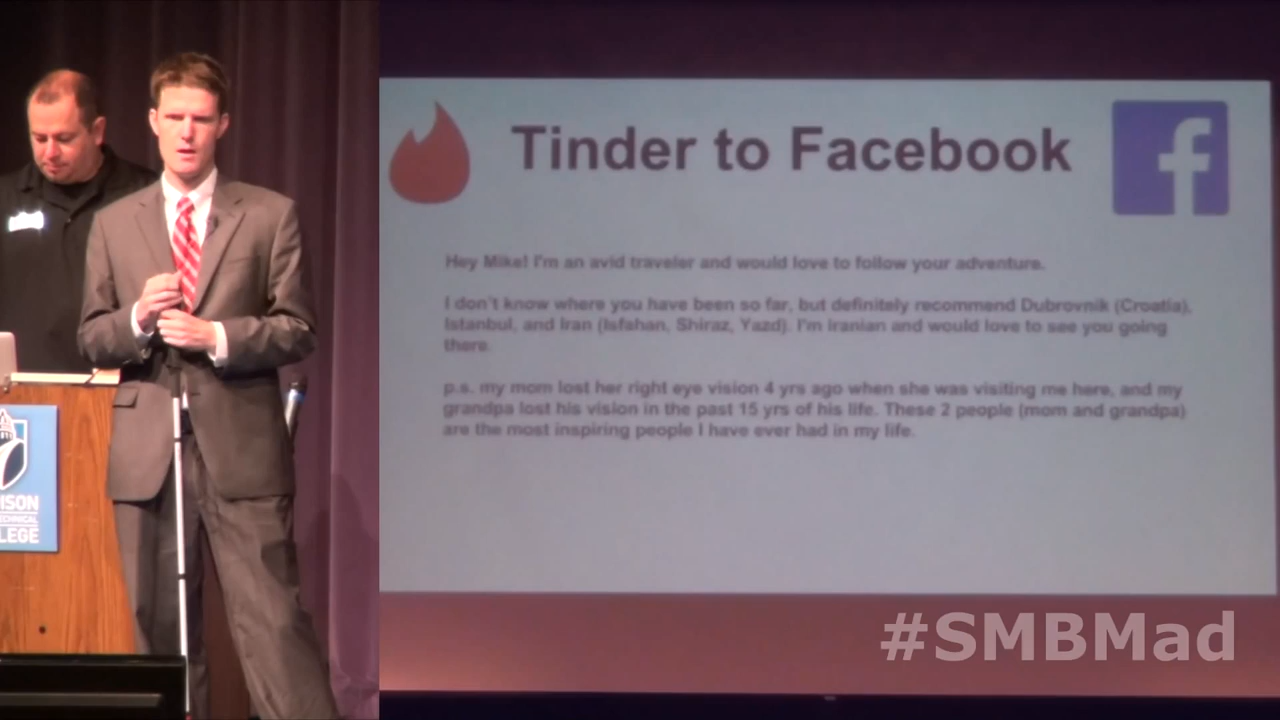 Tinder to Facebook
Hey Mike! I'm an avid traveler and would love to follow your adventure.
I don't know where you have been so far, but definitely recommend Dubrovnik (Croatia),
Istanbul, and Iran (Isfahan, Shiraz, Yazd). I'm Iranian and would love to see you going
there.
p.s. my mom lost her right eye vision 4 yrs ago when she was visiting me here, and my
grandpa lost his vision in the past 15 yrs of his life. These 2 people (mom and grandpa)
are the most inspiring people I have ever had in my life.
ISON
TECHNICAL
LEGE
#SMBMad